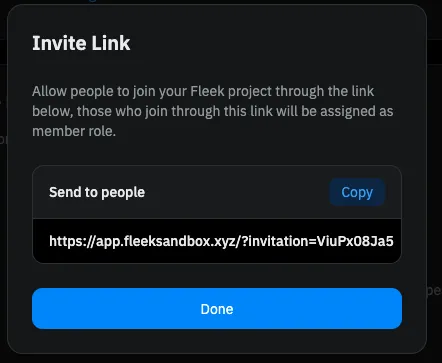 Invite Link
Allow people to join your Fleek project through the link
below, those who join through this link will be assigned as
member role.
Send to people
Copy
https://app.fleeksandbox.xyz/?invitation=ViuPx08Ja5
Done